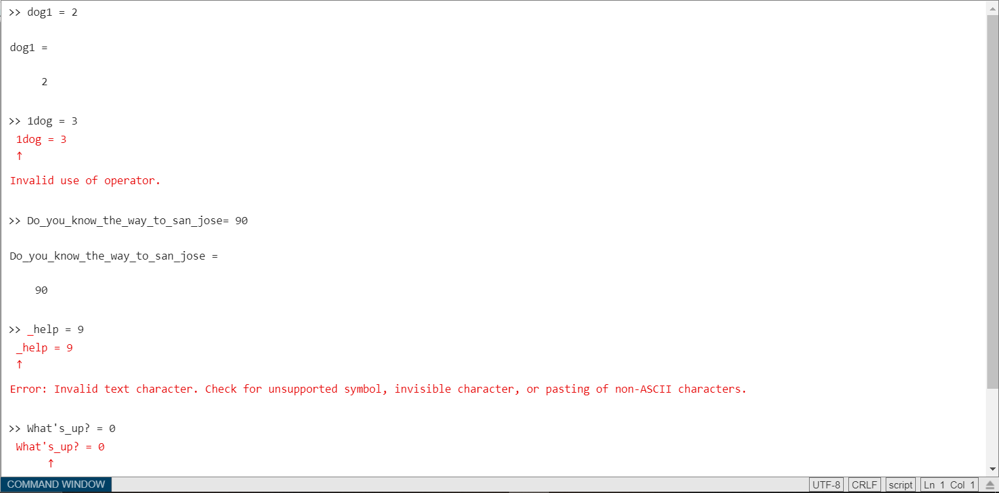 >> dog1 = 2
dog1 =
2
>> 1dog = 3
1dog = 3
↑
Invalid use of operator.
>> Do_you_know_the_way_to_san_jose= 90
Do_you_know_the_way_to_san_jose =
90
>> _help = 9
_help = 9
↑
Error: Invalid text character. Check for unsupported symbol, invisible character, or pasting of non-ASCII characters.
>> What's_up? = 0
What's_up? = 0
↑
COMMAND WINDOW UTF-8 CRLF script Ln 1 Col 1